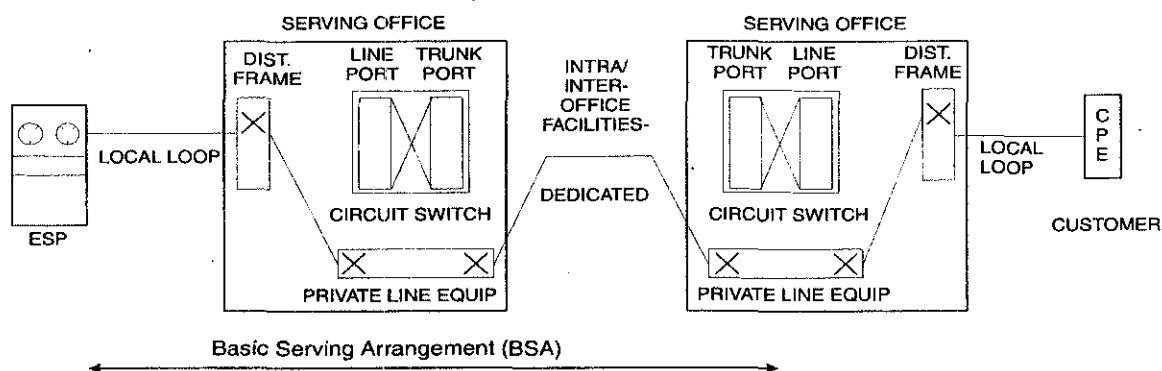 SERVING OFFICE
DIST.
FRAME
LINE
PORT
TRUNK
PORT
CIRCUIT SWITCH
PRIVATE LINE EQUIP
ESP
LOCAL LOOP
INTRA/
INTER-
OFFICE
FACILITIES-
DEDICATED
SERVING OFFICE
TRUNK
PORT
LINE
PORT
DIST.
FRAME
CIRCUIT SWITCH
PRIVATE LINE EQUIP
LOCAL
LOOP
C
P
E
CUSTOMER
Basic Serving Arrangement (BSA)